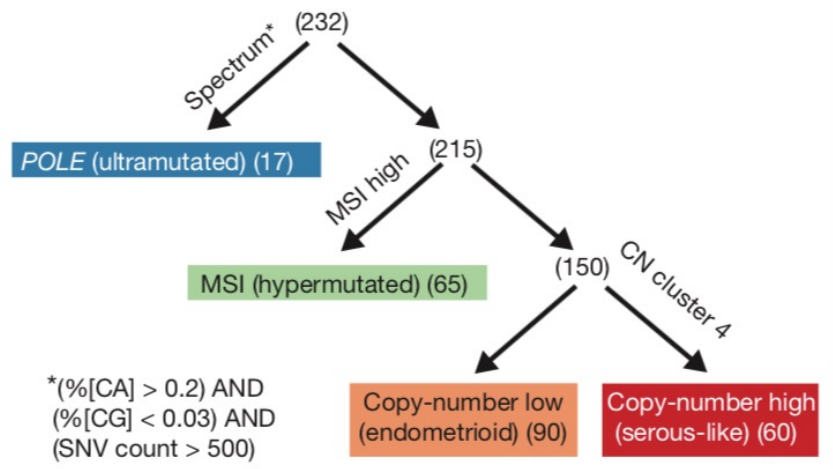 (232)
Spectrum*
POLE (ultramutated) (17)
(215)
MSI high
MSI (hypermutated) (65)
(150)
CN cluster 4
Copy-number low
(endometrioid) (90)
Copy-number high
(serous-like) (60)
*(%[CA] > 0.2) AND
(%[CG] < 0.03) AND
(SNV count > 500)